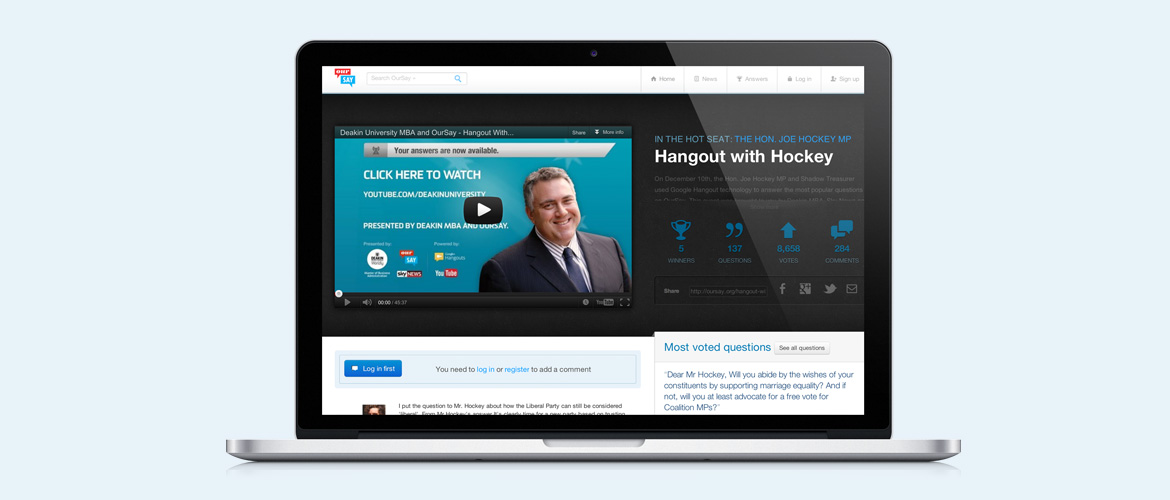 OUR
SAY
Search OurSay »
Home
News
Answers
Log in
Sign up
Deakin University MBA and OurSay - Hangout With...
Share
More info
Your answers are now available.
CLICK HERE TO WATCH
YOUTUBE.COM/DEAKINUNIVERSITY
PRESENTED BY DEAKIN MBA AND OURSAY.
Presented by:
Powered by:
DEAKIN
OUR
SAY
Google
Hangouts
sky NEWS
YouTube
00:00 / 45:37
YouTube
IN THE HOT SEAT: THE HON. JOE HOCKEY MP
Hangout with Hockey
On December 10th, the Hon. Joe Hockey MP and Shadow Treasurer
used Google Hangout technology to answer the most popular questions
5
WINNERS
137
QUESTIONS
8,658
VOTES
284
COMMENTS
Share
http://oursay.org/hangout-wi
Log in first
You need to log in or register to add a comment
I put the question to Mr. Hockey about how the Liberal Party can still be considered
'liberal'. From Mr Hockey's answer it's clearly time for a new party based on trusting
Most voted questions
See all questions
"Dear Mr Hockey, Will you abide by the wishes of your
constituents by supporting marriage equality? And if
not, will you at least advocate for a free vote for
Coalition MPs?"